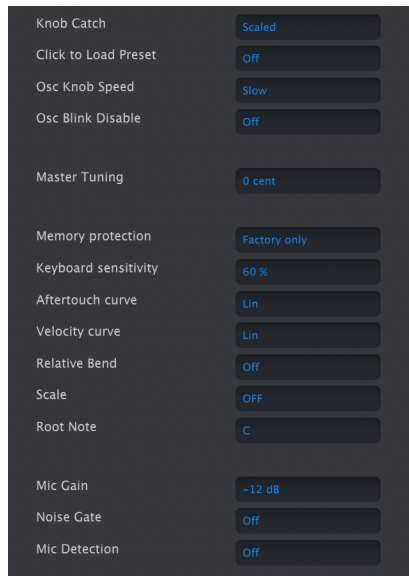 Knob Catch Scaled
Click to Load Preset Off
Osc Knob Speed Slow
Osc Blink Disable Off
Master Tuning 0 cent
Memory protection Factory only
Keyboard sensitivity 60 %
Aftertouch curve Lin
Velocity curve Lin
Relative Bend Off
Scale OFF
Root Note C
Mic Gain -12 dB
Noise Gate Off
Mic Detection Off